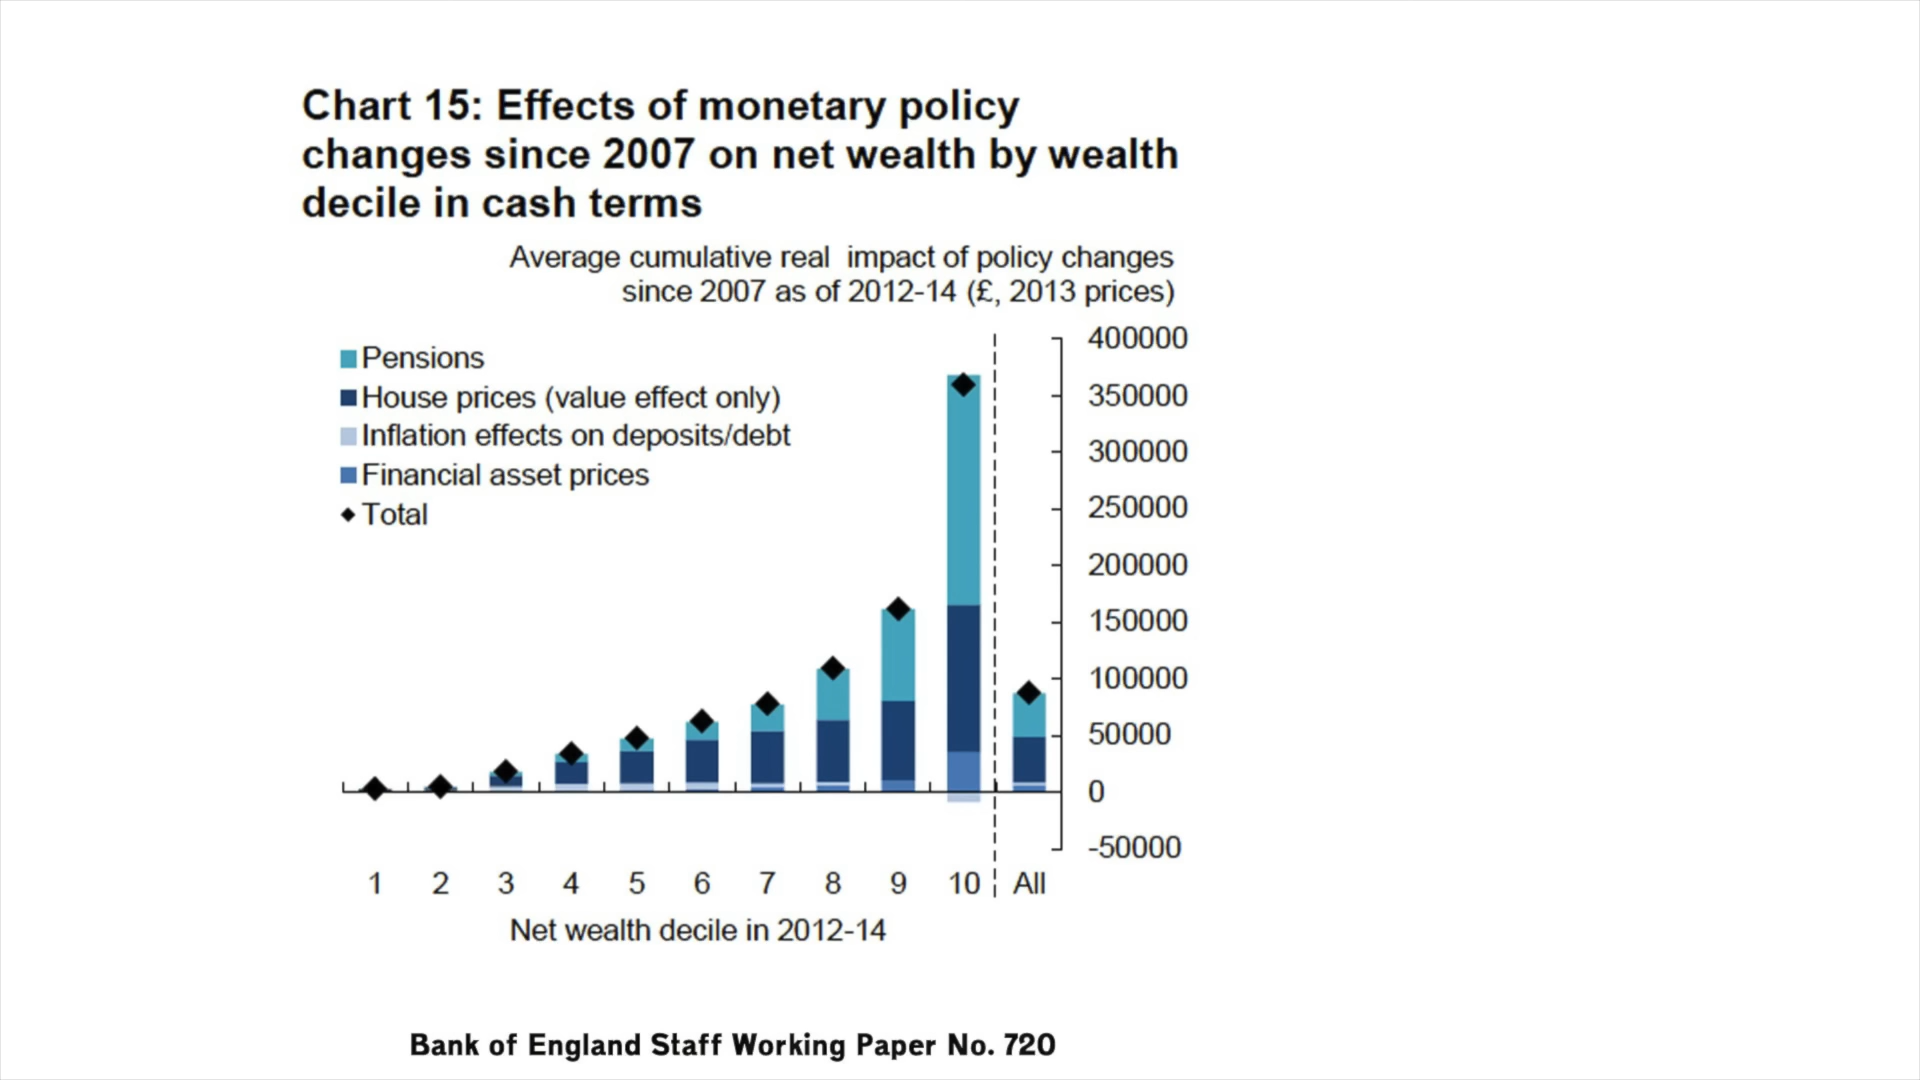 Chart 15: Effects of monetary policy
changes since 2007 on net wealth by wealth
decile in cash terms
Average cumulative real impact of policy changes
since 2007 as of 2012-14 (£, 2013 prices)
Pensions
House prices (value effect only)
Inflation effects on deposits/debt
Financial asset prices
Total
400000
350000
300000
250000
200000
150000
100000
50000
0
-50000
1 2 3 4 5 6 7 8 9 10 All
Net wealth decile in 2012-14
Bank of England Staff Working Paper No. 720